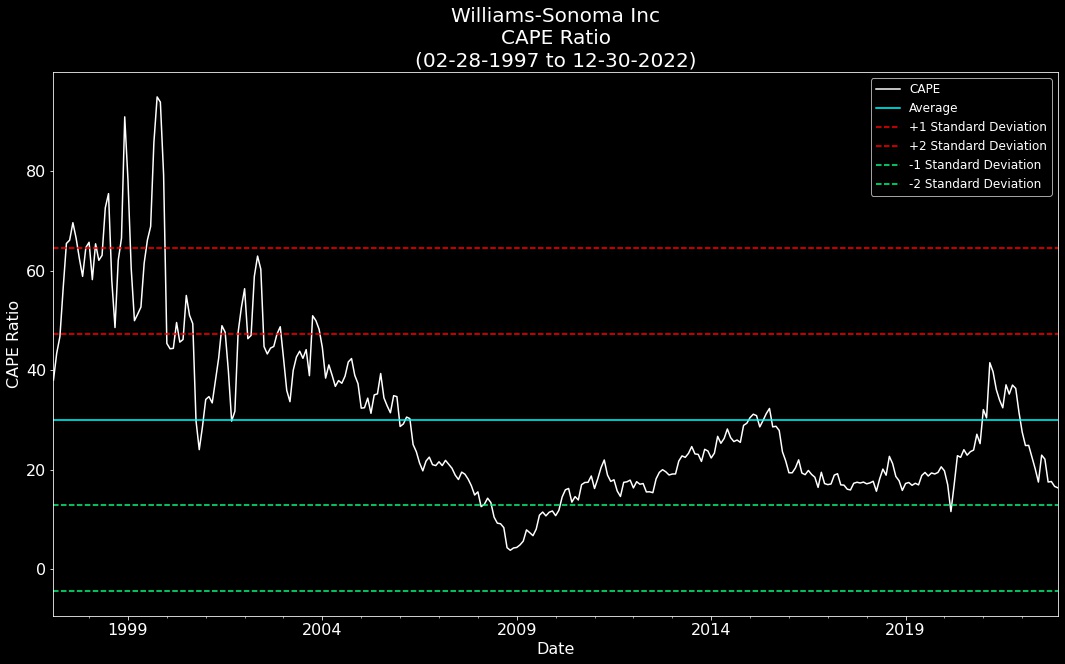 Williams-Sonoma Inc
CAPE Ratio
(02-28-1997 to 12-30-2022)
CAPE
Average
+1 Standard Deviation
+2 Standard Deviation
-1 Standard Deviation
-2 Standard Deviation
CAPE Ratio
80
60
40
20
0
1999 2004 2009 2014 2019
Date